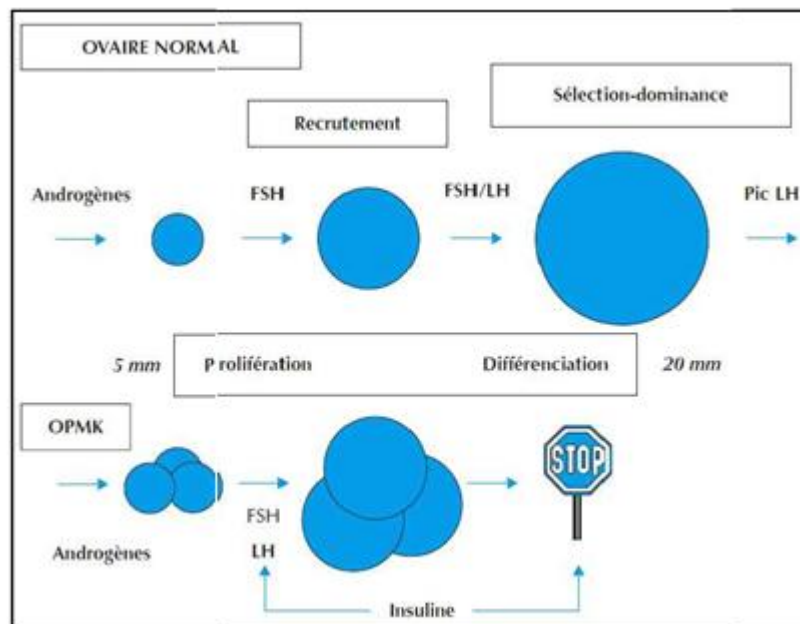 OVAIRE NORMAL
Sélection-dominance
Recrutement
Androgènes
FSH
FSH/LH
Pic LH
5 mm
Prolifération
Différenciation
20 mm
OPMK
STOP
FSH
LH
Androgènes
Insuline